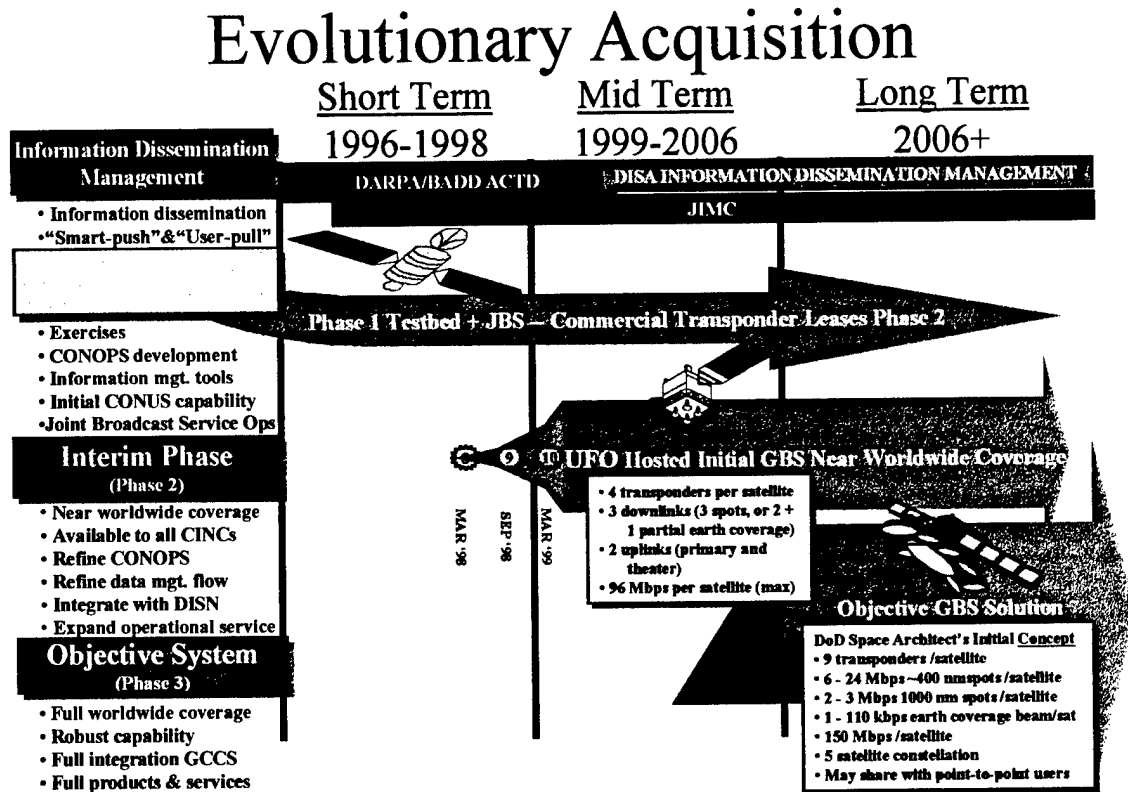 Evolutionary Acquisition
Short Term
1996-1998
Mid Term
1999-2006
Long Term
2006+
Information Dissemination
Management
• Information dissemination
•“Smart-push”&“User-pull”
DARPA/BADD ACTD
DISA INFORMATION DISSEMINATION MANAGEMENT
JIMC
Phase 1 Testbed + JBS – Commercial Transponder Leases Phase 2
• Exercises
• CONOPS development
• Information mgt. tools
• Initial CONUS capability
•Joint Broadcast Service Ops
Interim Phase
(Phase 2)
• Near worldwide coverage
• Available to all CINCs
• Refine CONOPS
• Refine data mgt. flow
• Integrate with DISN
• Expand operational service
Objective System
(Phase 3)
• Full worldwide coverage
• Robust capability
• Full integration GCCS
• Full products & services
9
10
UFO Hosted Initial GBS Near Worldwide Coverage
MAR '98
SEP '98
MAR '99
• 4 transponders per satellite
• 3 downlinks (3 spots, or 2 +
1 partial earth coverage)
• 2 uplinks (primary and
theater)
• 96 Mbps per satellite (max)
Objective GBS Solution
DoD Space Architect's Initial Concept
• 9 transponders /satellite
• 6 - 24 Mbps ~400 nm spots /satellite
• 2 - 3 Mbps 1000 nm spots /satellite
• 1 - 110 kbps earth coverage beam/sat
• 150 Mbps /satellite
• 5 satellite constellation
• May share with point-to-point users